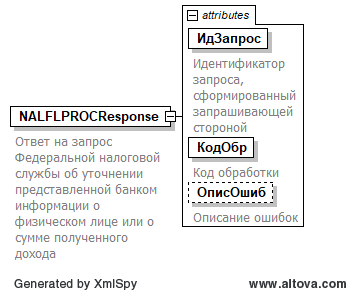 attributes
ИдЗапрос
Идентификатор
запроса,
сформированный
запрашивающей
стороной
NALFLPROCResponse
Ответ на запрос
Федеральной налоговой
службы об уточнении
представленной банком
информации о
физическом лице или о
сумме полученного
дохода
КодОбр
Код обработки
ОписОшиб
Описание ошибок
Generated by XmlSpy
www.altova.com